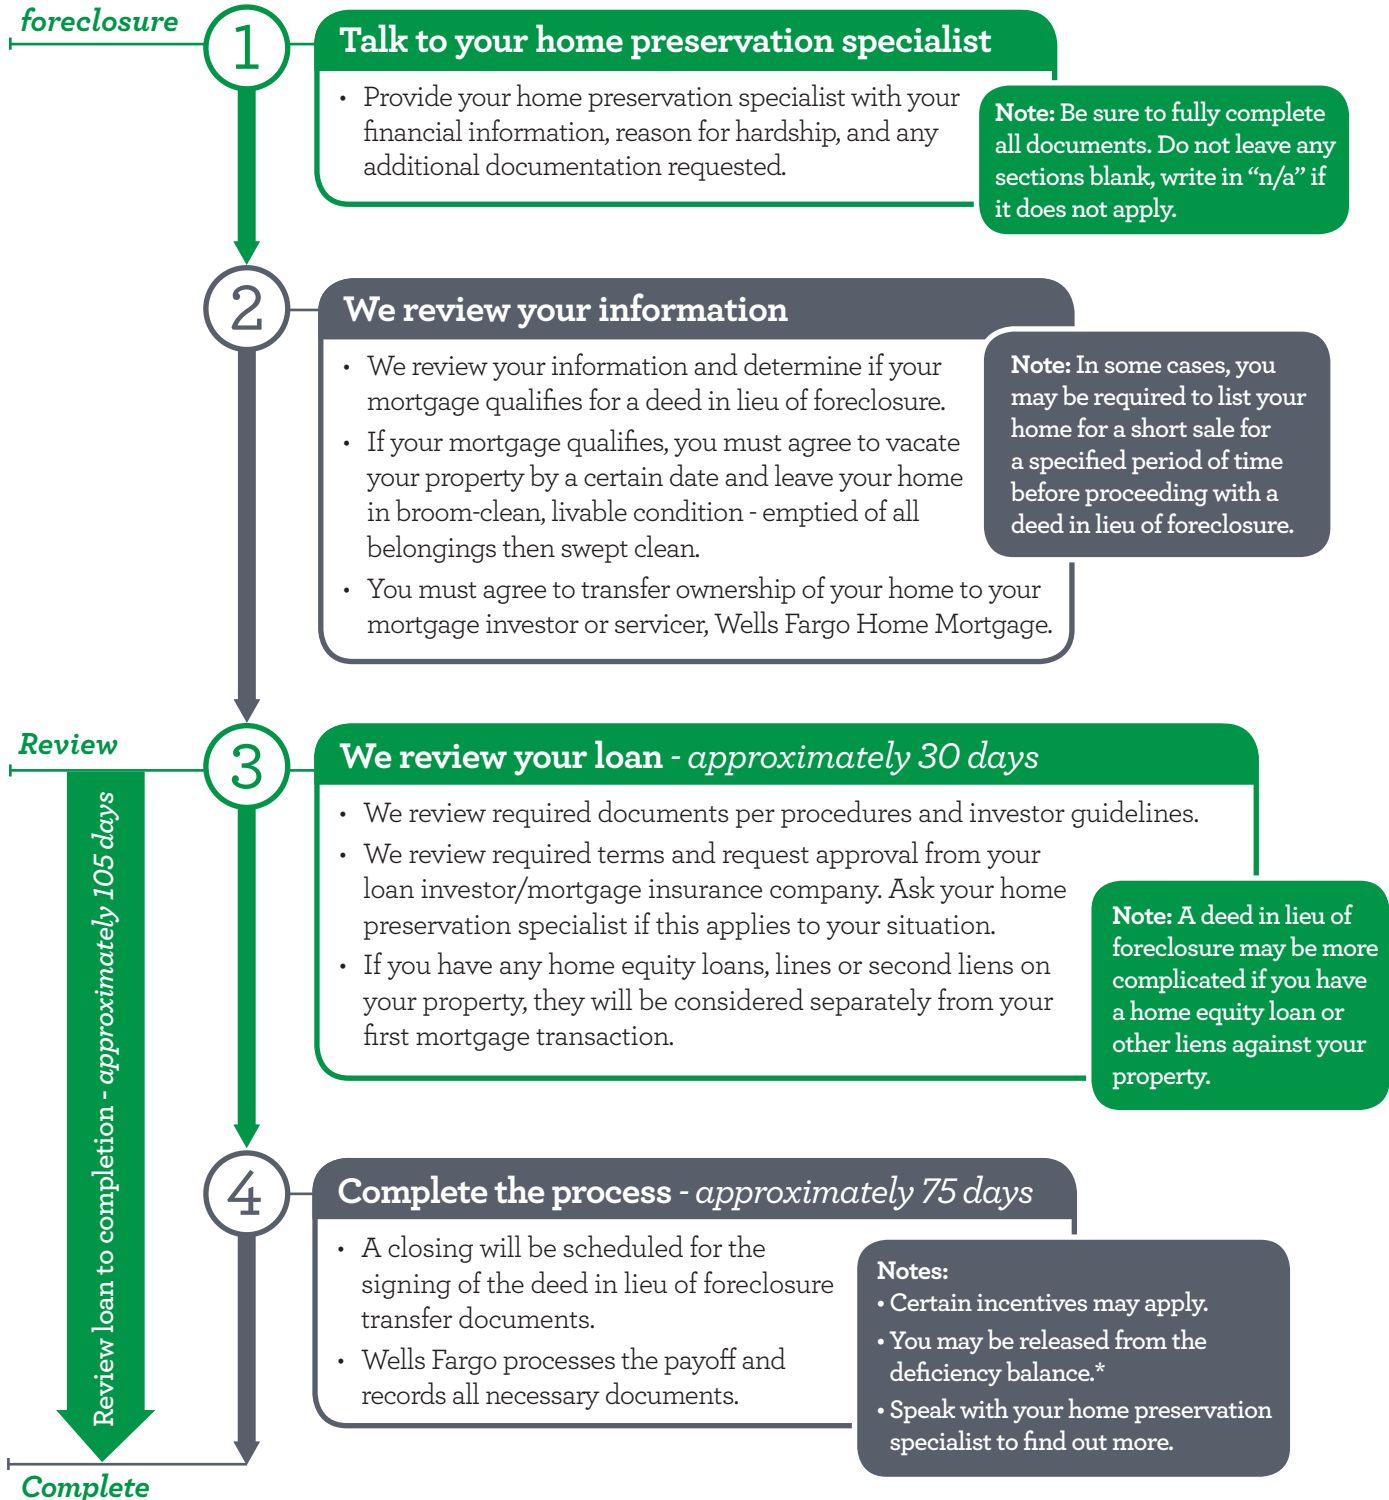 foreclosure
1
Talk to your home preservation specialist
• Provide your home preservation specialist with your
financial information, reason for hardship, and any
additional documentation requested.
Note: Be sure to fully complete
all documents. Do not leave any
sections blank, write in “n/a” if
it does not apply.
2
We review your information
• We review your information and determine if your
mortgage qualifies for a deed in lieu of foreclosure.
• If your mortgage qualifies, you must agree to vacate
your property by a certain date and leave your home
in broom-clean, livable condition - emptied of all
belongings then swept clean.
• You must agree to transfer ownership of your home to your
mortgage investor or servicer, Wells Fargo Home Mortgage.
Note: In some cases, you
may be required to list your
home for a short sale for
a specified period of time
before proceeding with a
deed in lieu of foreclosure.
Review
3
We review your loan - approximately 30 days
• We review required documents per procedures and investor guidelines.
• We review required terms and request approval from your
loan investor/mortgage insurance company. Ask your home
preservation specialist if this applies to your situation.
• If you have any home equity loans, lines or second liens on
your property, they will be considered separately from your
first mortgage transaction.
Note: A deed in lieu of
foreclosure may be more
complicated if you have
a home equity loan or
other liens against your
property.
Review loan to completion - approximately 105 days
4
Complete the process - approximately 75 days
• A closing will be scheduled for the
signing of the deed in lieu of foreclosure
transfer documents.
• Wells Fargo processes the payoff and
records all necessary documents.
Notes:
• Certain incentives may apply.
• You may be released from the
deficiency balance.*
• Speak with your home preservation
specialist to find out more.
Complete